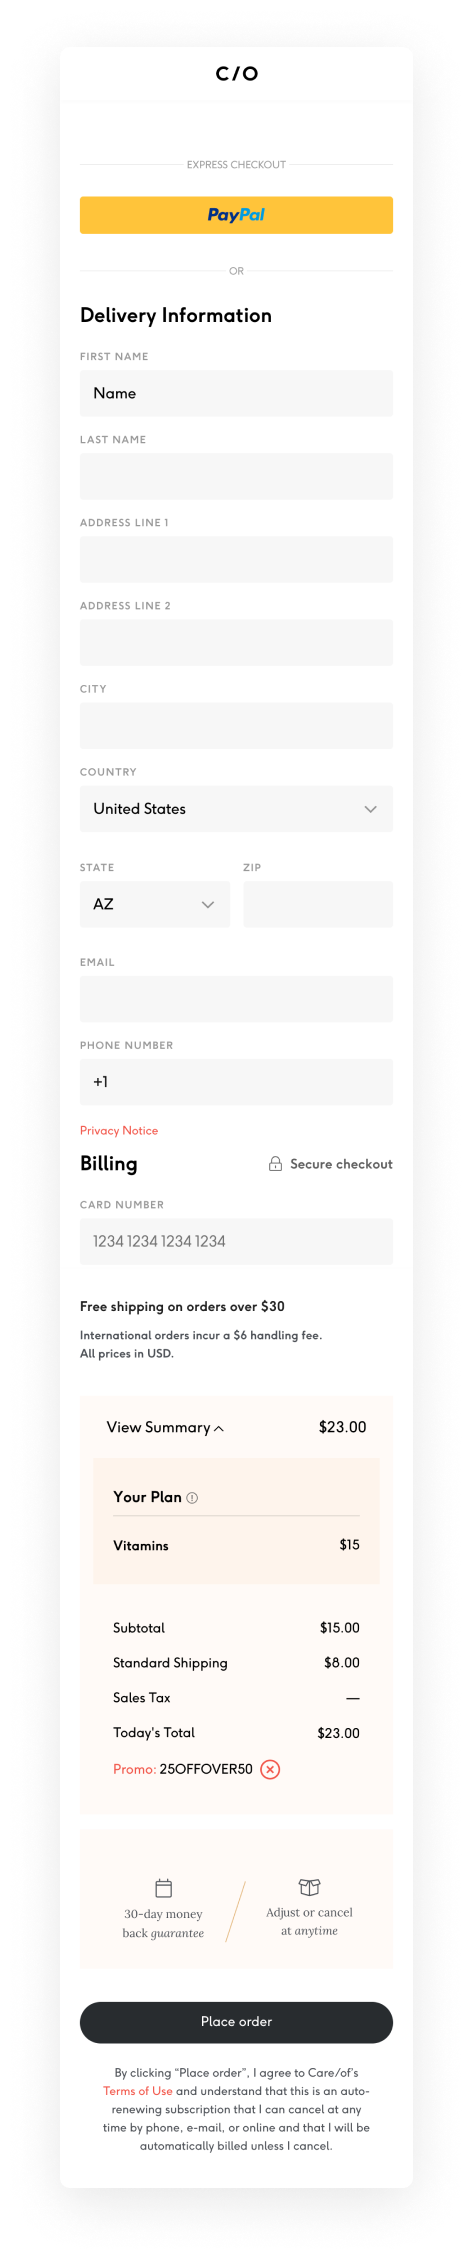 C/O
EXPRESS CHECKOUT
PayPal
OR
Delivery Information
FIRST NAME
Name
LAST NAME
ADDRESS LINE 1
ADDRESS LINE 2
CITY
COUNTRY
United States
STATE ZIP
AZ
EMAIL
PHONE NUMBER
+1
Privacy Notice
Billing Secure checkout
CARD NUMBER
1234 1234 1234 1234
Free shipping on orders over $30
International orders incur a $6 handling fee.
All prices in USD.
View Summary $23.00
Your Plan
Vitamins $15
Subtotal $15.00
Standard Shipping $8.00
Sales Tax —
Today's Total $23.00
Promo: 25OFFOVER50
30-day money
back guarantee
Adjust or cancel
at anytime
Place order
By clicking “Place order”, I agree to Care/of's
Terms of Use and understand that this is an auto-
renewing subscription that I can cancel at any
time by phone, e-mail, or online and that I will be
automatically billed unless I cancel.